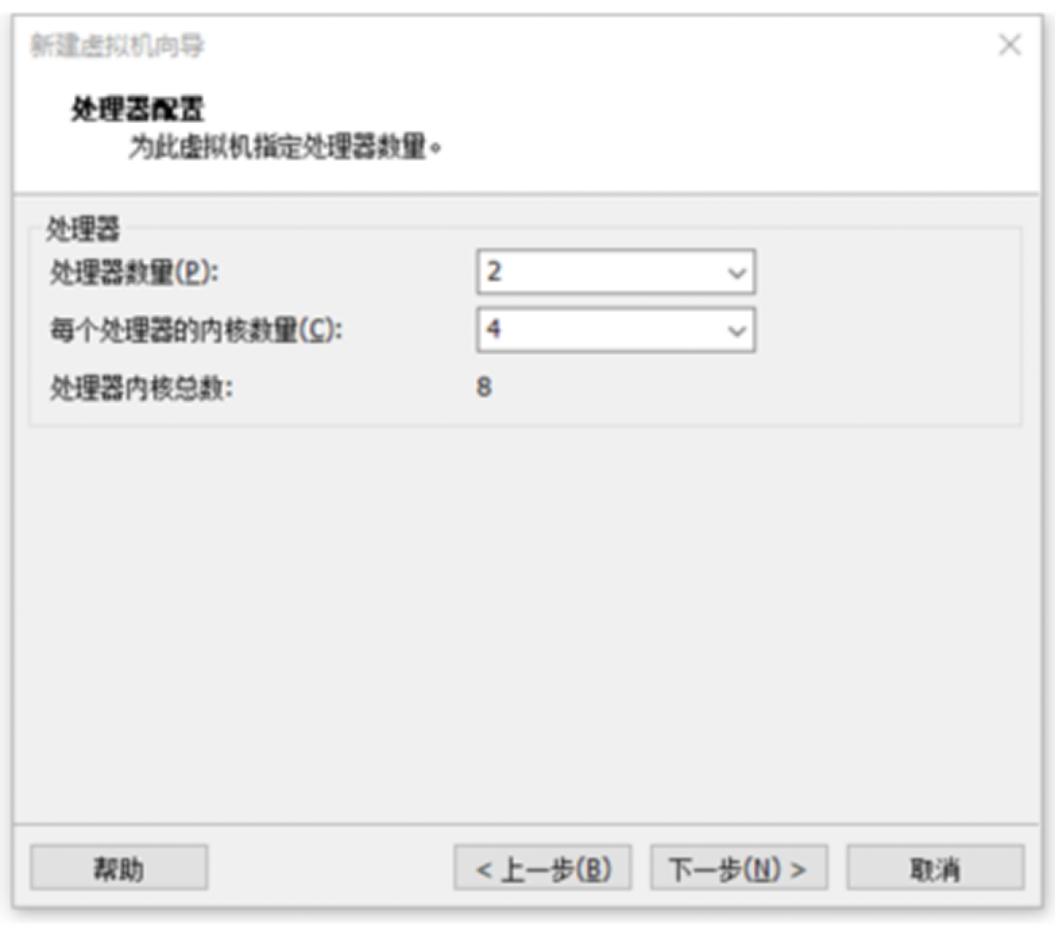 新建虚拟机向导
处理器配置
为此虚拟机指定处理器数量。
处理器
处理器数量(P): 2
每个处理器的内核数量(C): 4
处理器内核总数: 8
帮助 < 上一步(B) 下一步(N) > 取消